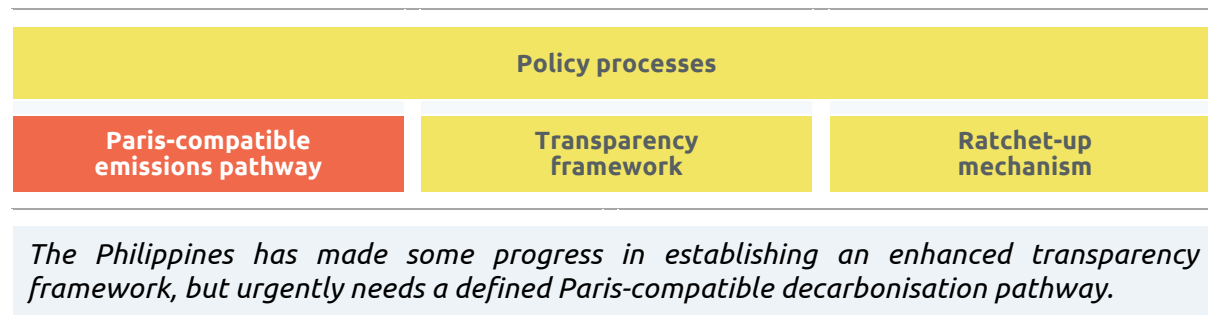 Policy processes
Paris-compatible
emissions pathway
Transparency
framework
Ratchet-up
mechanism
The Philippines has made some progress in establishing an enhanced transparency
framework, but urgently needs a defined Paris-compatible decarbonisation pathway.